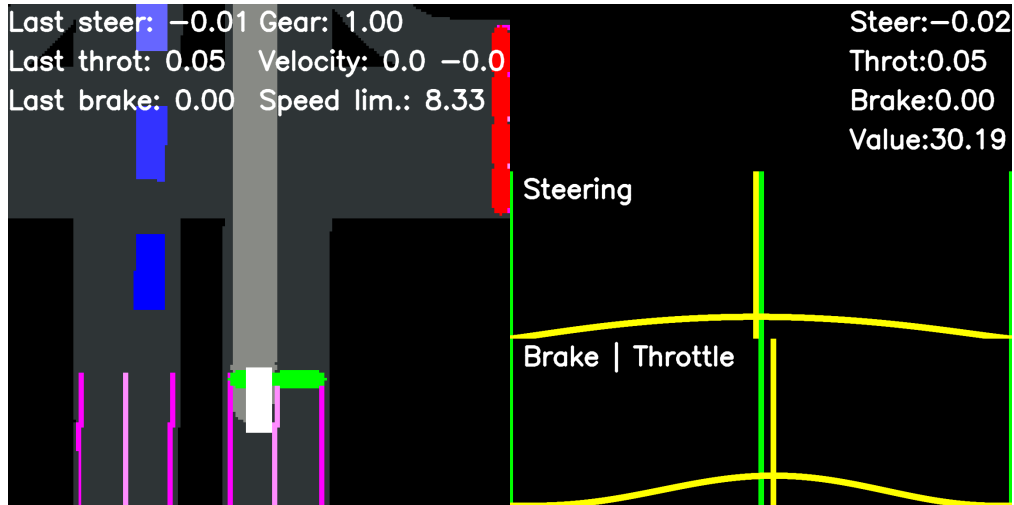 Last steer: −0.01 Gear: 1.00
Last throt: 0.05 Velocity: 0.0 −0.0
Last brake: 0.00 Speed lim.: 8.33
Steer:−0.02
Throt:0.05
Brake:0.00
Value:30.19
Steering
Brake | Throttle